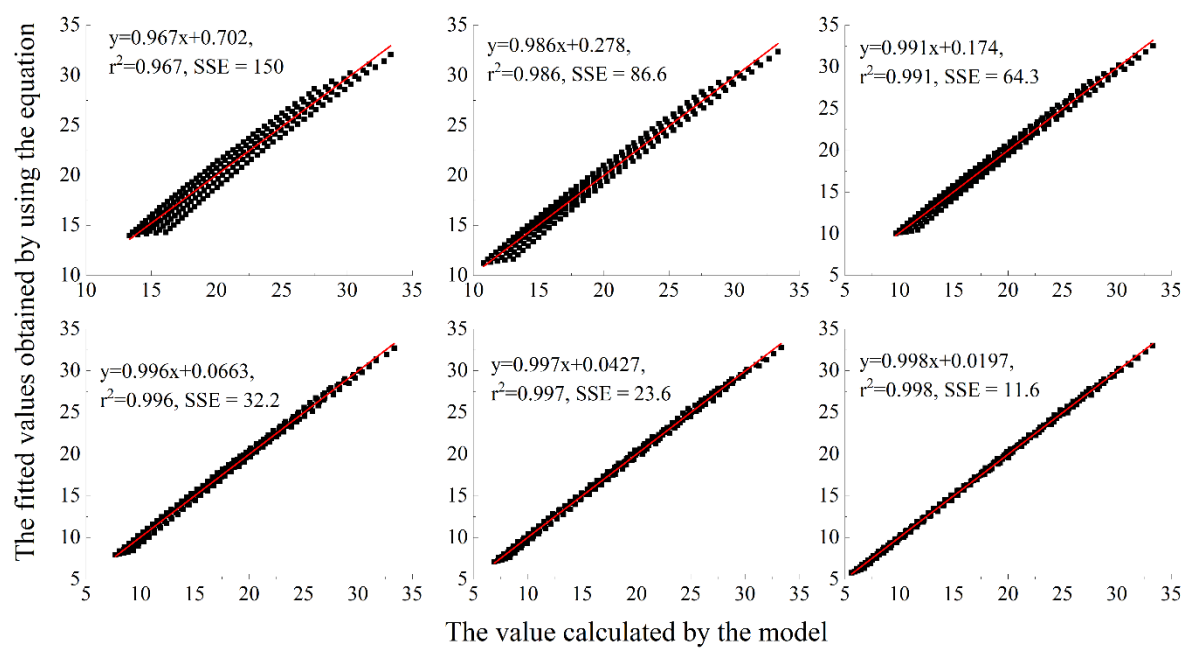 The fitted values obtained by using the equation
35
30
25
20
15
10
y=0.967x+0.702,
r²=0.967, SSE = 150
10 15 20 25 30 35
35
30
25
20
15
10
y=0.986x+0.278,
r²=0.986, SSE = 86.6
10 15 20 25 30 35
35
30
25
20
15
10
5
y=0.991x+0.174,
r²=0.991, SSE = 64.3
5 10 15 20 25 30 35
35
30
25
20
15
10
5
y=0.996x+0.0663,
r²=0.996, SSE = 32.2
5 10 15 20 25 30 35
35
30
25
20
15
10
5
y=0.997x+0.0427,
r²=0.997, SSE = 23.6
5 10 15 20 25 30 35
35
30
25
20
15
10
5
y=0.998x+0.0197,
r²=0.998, SSE = 11.6
5 10 15 20 25 30 35
The value calculated by the model